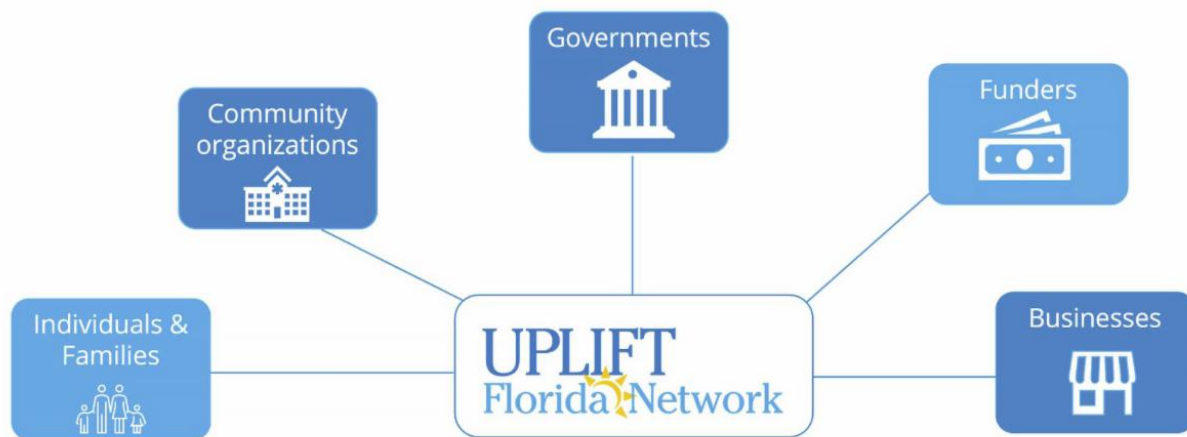 Governments
Funders
Community
organizations
Individuals &
Families
Businesses
UPLIFT
Florida Network